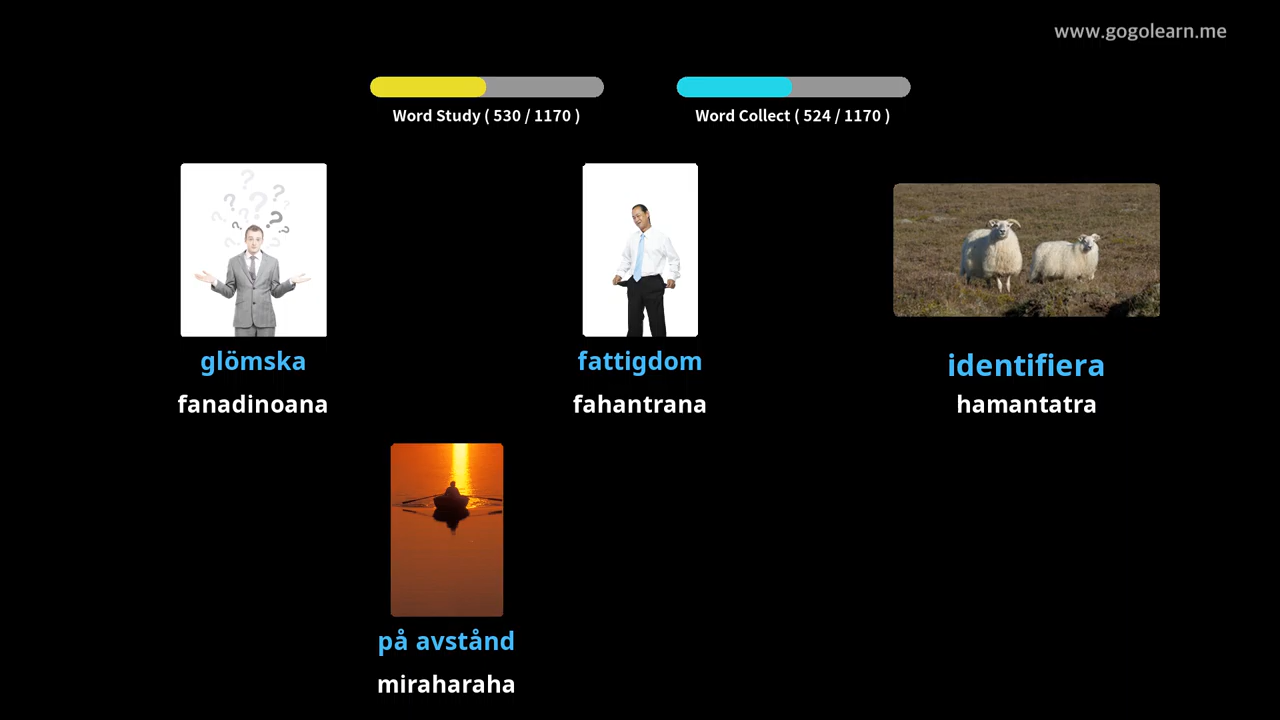 www.gogolearn.me
Word Study ( 530 / 1170 )
Word Collect ( 524 / 1170 )
glömska
fanadinoana
fattigdom
fahantrana
identifiera
hamantatra
på avstånd
miraharaha